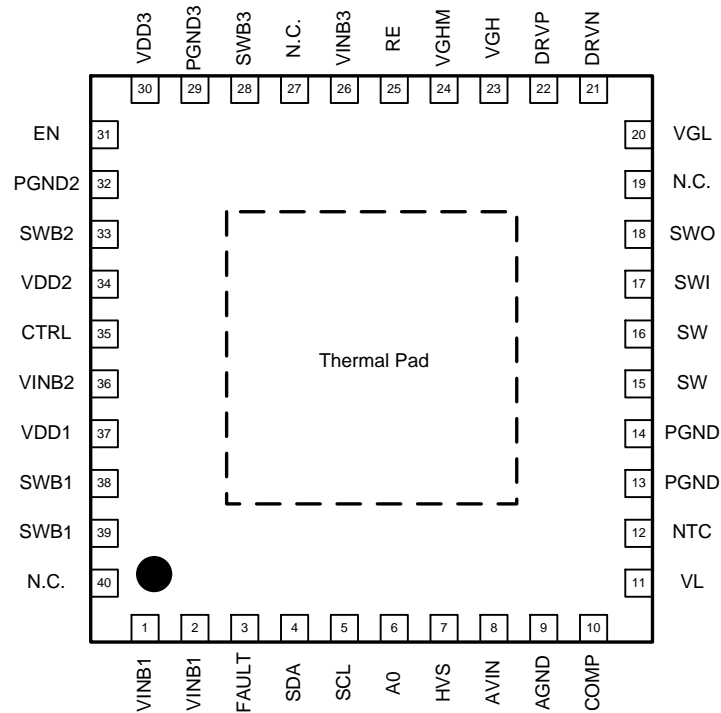 VDD3 PGND3 SWB3 N.C. VINB3 RE VGHM VGH DRVP DRVN
30 29 28 27 26 25 24 23 22 21
EN 31 20 VGL
PGND2 32 19 N.C.
SWB2 33 18 SWO
VDD2 34 17 SWI
CTRL 35 16 SW
Thermal Pad
VINB2 36 15 SW
VDD1 37 14 PGND
SWB1 38 13 PGND
SWB1 39 12 NTC
N.C. 40 11 VL
1 2 3 4 5 6 7 8 9 10
VINB1 VINB1 FAULT SDA SCL A0 HVS AVIN AGND COMP